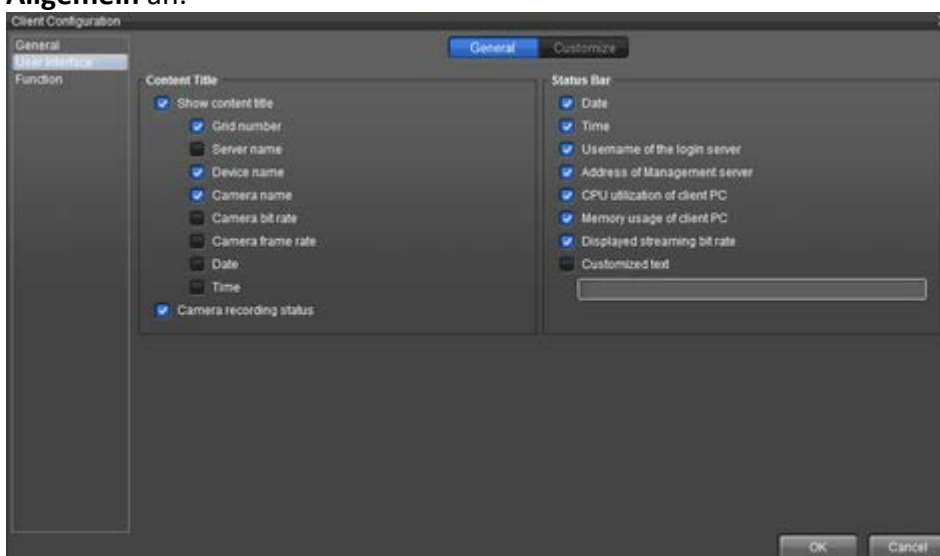 Allgemein an.
Client Configuration
General
User Interface
Function
General
Customize
Content Title
Show content title
Grid number
Server name
Device name
Camera name
Camera bit rate
Camera frame rate
Date
Time
Camera recording status
Status Bar
Date
Time
Username of the login server
Address of Management server
CPU utilization of client PC
Memory usage of client PC
Displayed streaming bit rate
Customized text
OK
Cancel